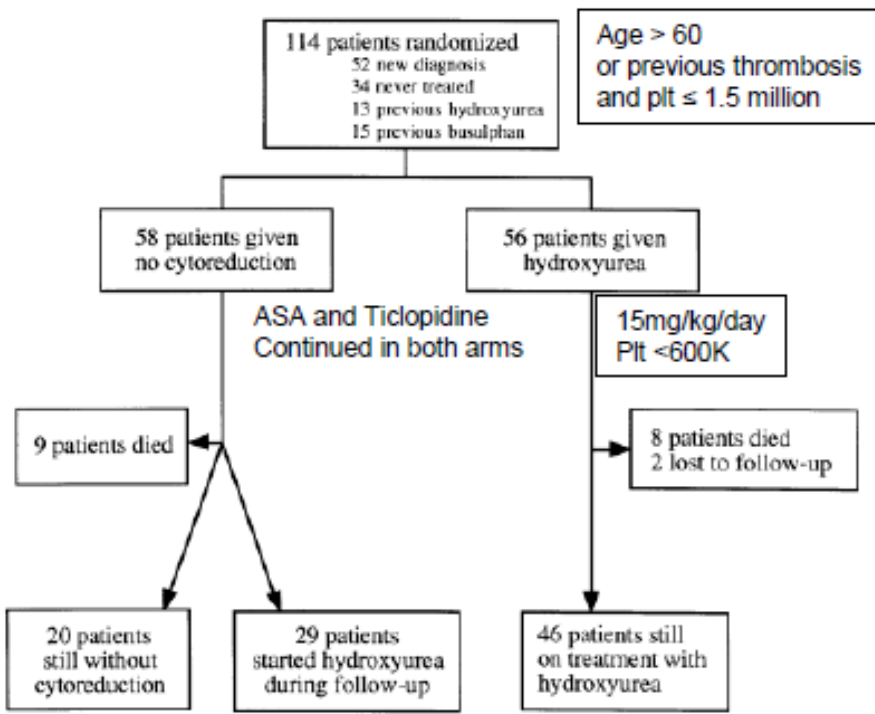 114 patients randomized
52 new diagnosis
34 never treated
13 previous hydroxyurea
15 previous busulphan
Age > 60
or previous thrombosis
and plt ≤ 1.5 million
58 patients given
no cytoreduction
56 patients given
hydroxyurea
ASA and Ticlopidine
Continued in both arms
15mg/kg/day
Plt <600K
9 patients died
8 patients died
2 lost to follow-up
20 patients
still without
cytoreduction
29 patients
started hydroxyurea
during follow-up
46 patients still
on treatment with
hydroxyurea